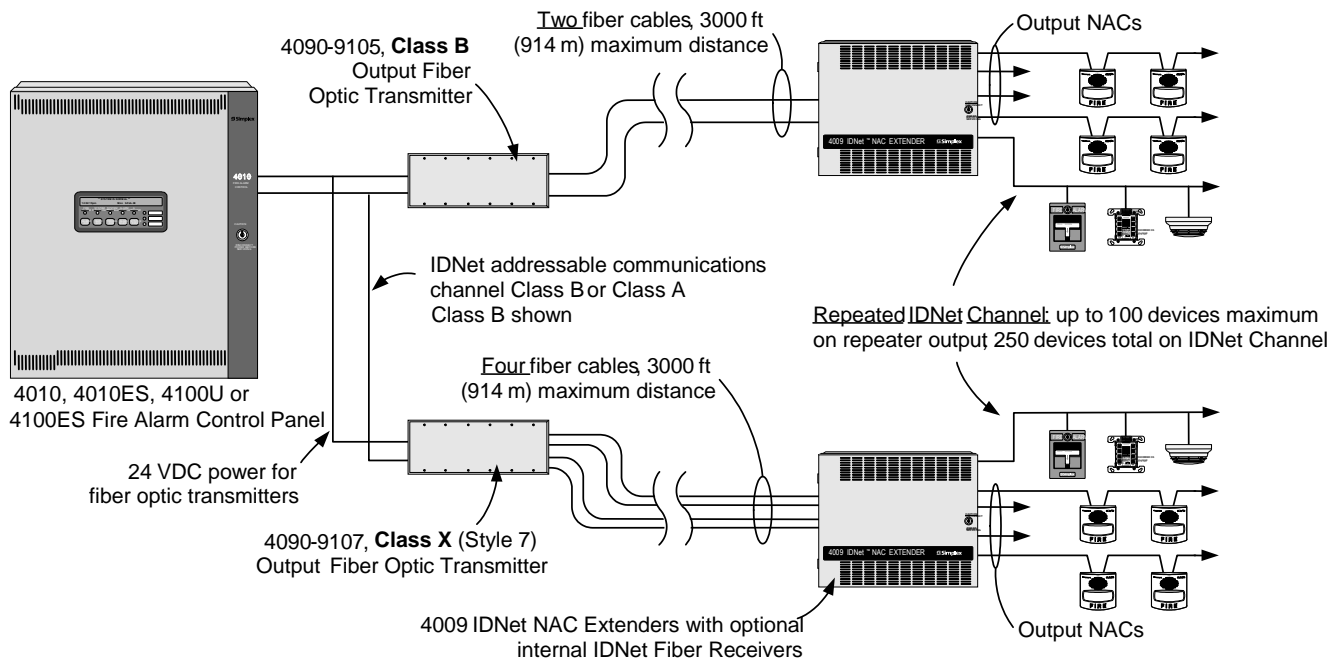 Two fiber cables, 3000 ft
(914 m) maximum distance
Output NACs
4090-9105, Class B
Output Fiber
Optic Transmitter
Simplex
4010
4009 IDNet™ NAC EXTENDER Simplex
FIRE
FIRE
FIRE
FIRE
IDNet addressable communications
channel Class B or Class A
Class B shown
Repeated IDNet Channel: up to 100 devices maximum
on repeater output, 250 devices total on IDNet Channel
Four fiber cables, 3000 ft
(914 m) maximum distance
4010, 4010ES, 4100U or
4100ES Fire Alarm Control Panel
24 VDC power for
fiber optic transmitters
4090-9107, Class X (Style 7)
Output Fiber Optic Transmitter
4009 IDNet™ NAC EXTENDER Simplex
FIRE
FIRE
FIRE
FIRE
4009 IDNet NAC Extenders with optional
internal IDNet Fiber Receivers
Output NACs